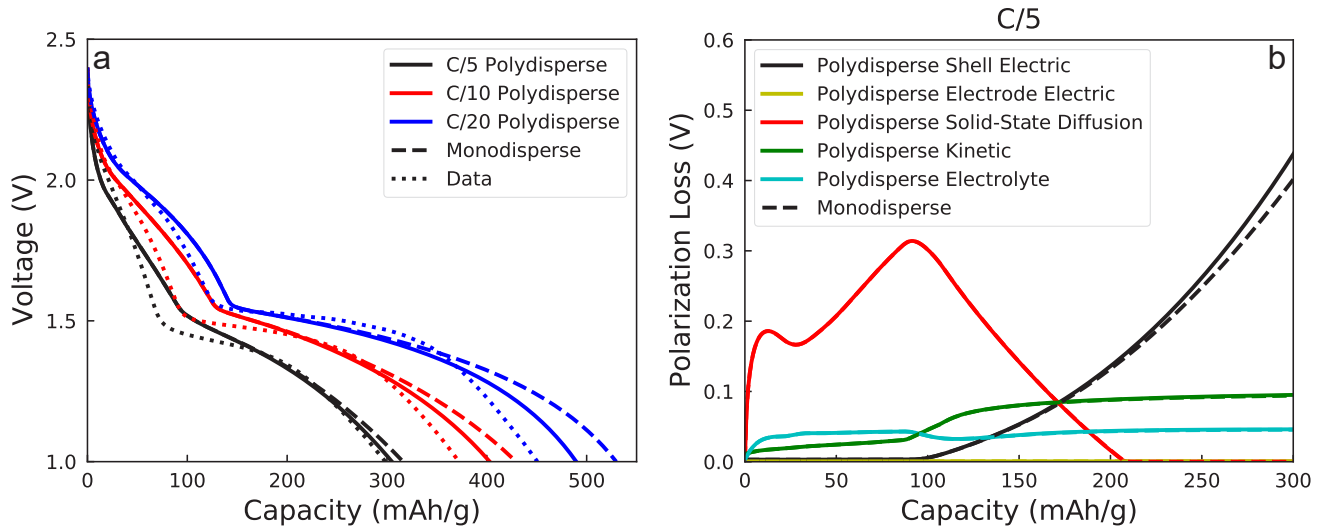 a
2.5
2.0
1.5
1.0
Voltage (V)
C/5 Polydisperse
C/10 Polydisperse
C/20 Polydisperse
Monodisperse
Data
0 100 200 300 400 500
Capacity (mAh/g)
C/5
b
0.6
0.5
0.4
0.3
0.2
0.1
0.0
Polarization Loss (V)
Polydisperse Shell Electric
Polydisperse Electrode Electric
Polydisperse Solid-State Diffusion
Polydisperse Kinetic
Polydisperse Electrolyte
Monodisperse
0 50 100 150 200 250 300
Capacity (mAh/g)